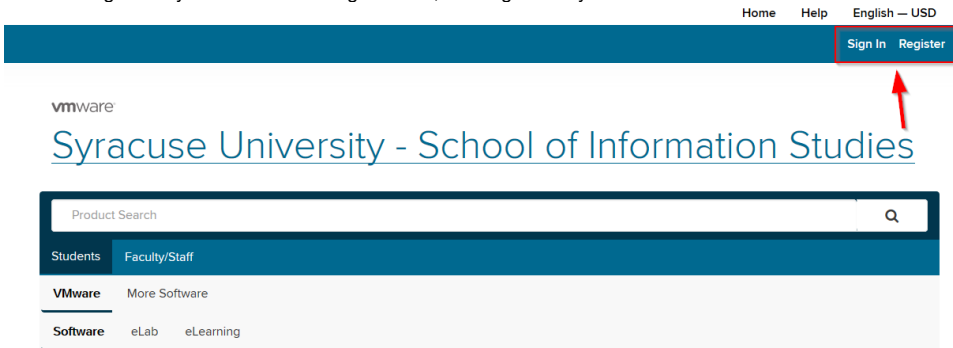 Home Help English — USD
Sign In Register
vmware
Syracuse University - School of Information Studies
Product Search
Students Faculty/Staff
VMware More Software
Software eLab eLearning